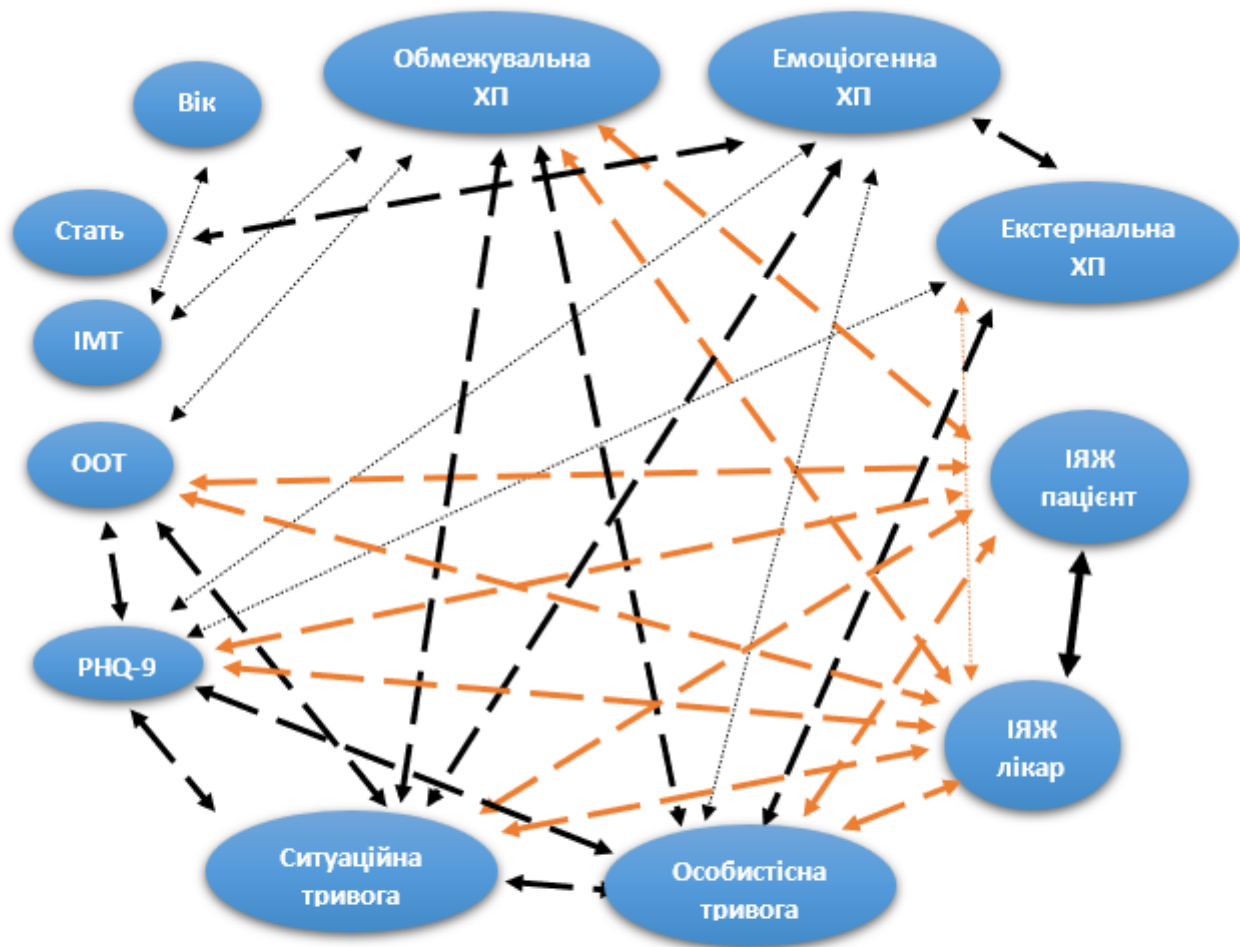 Обмежувальна
ХП
Емоціогенна
ХП
Вік
Стать
Екстернальна
ХП
ІМТ
ООТ
ІЯЖ
пацієнт
PHQ-9
ІЯЖ
лікар
Ситуаційна
тривога
Особистісна
тривога